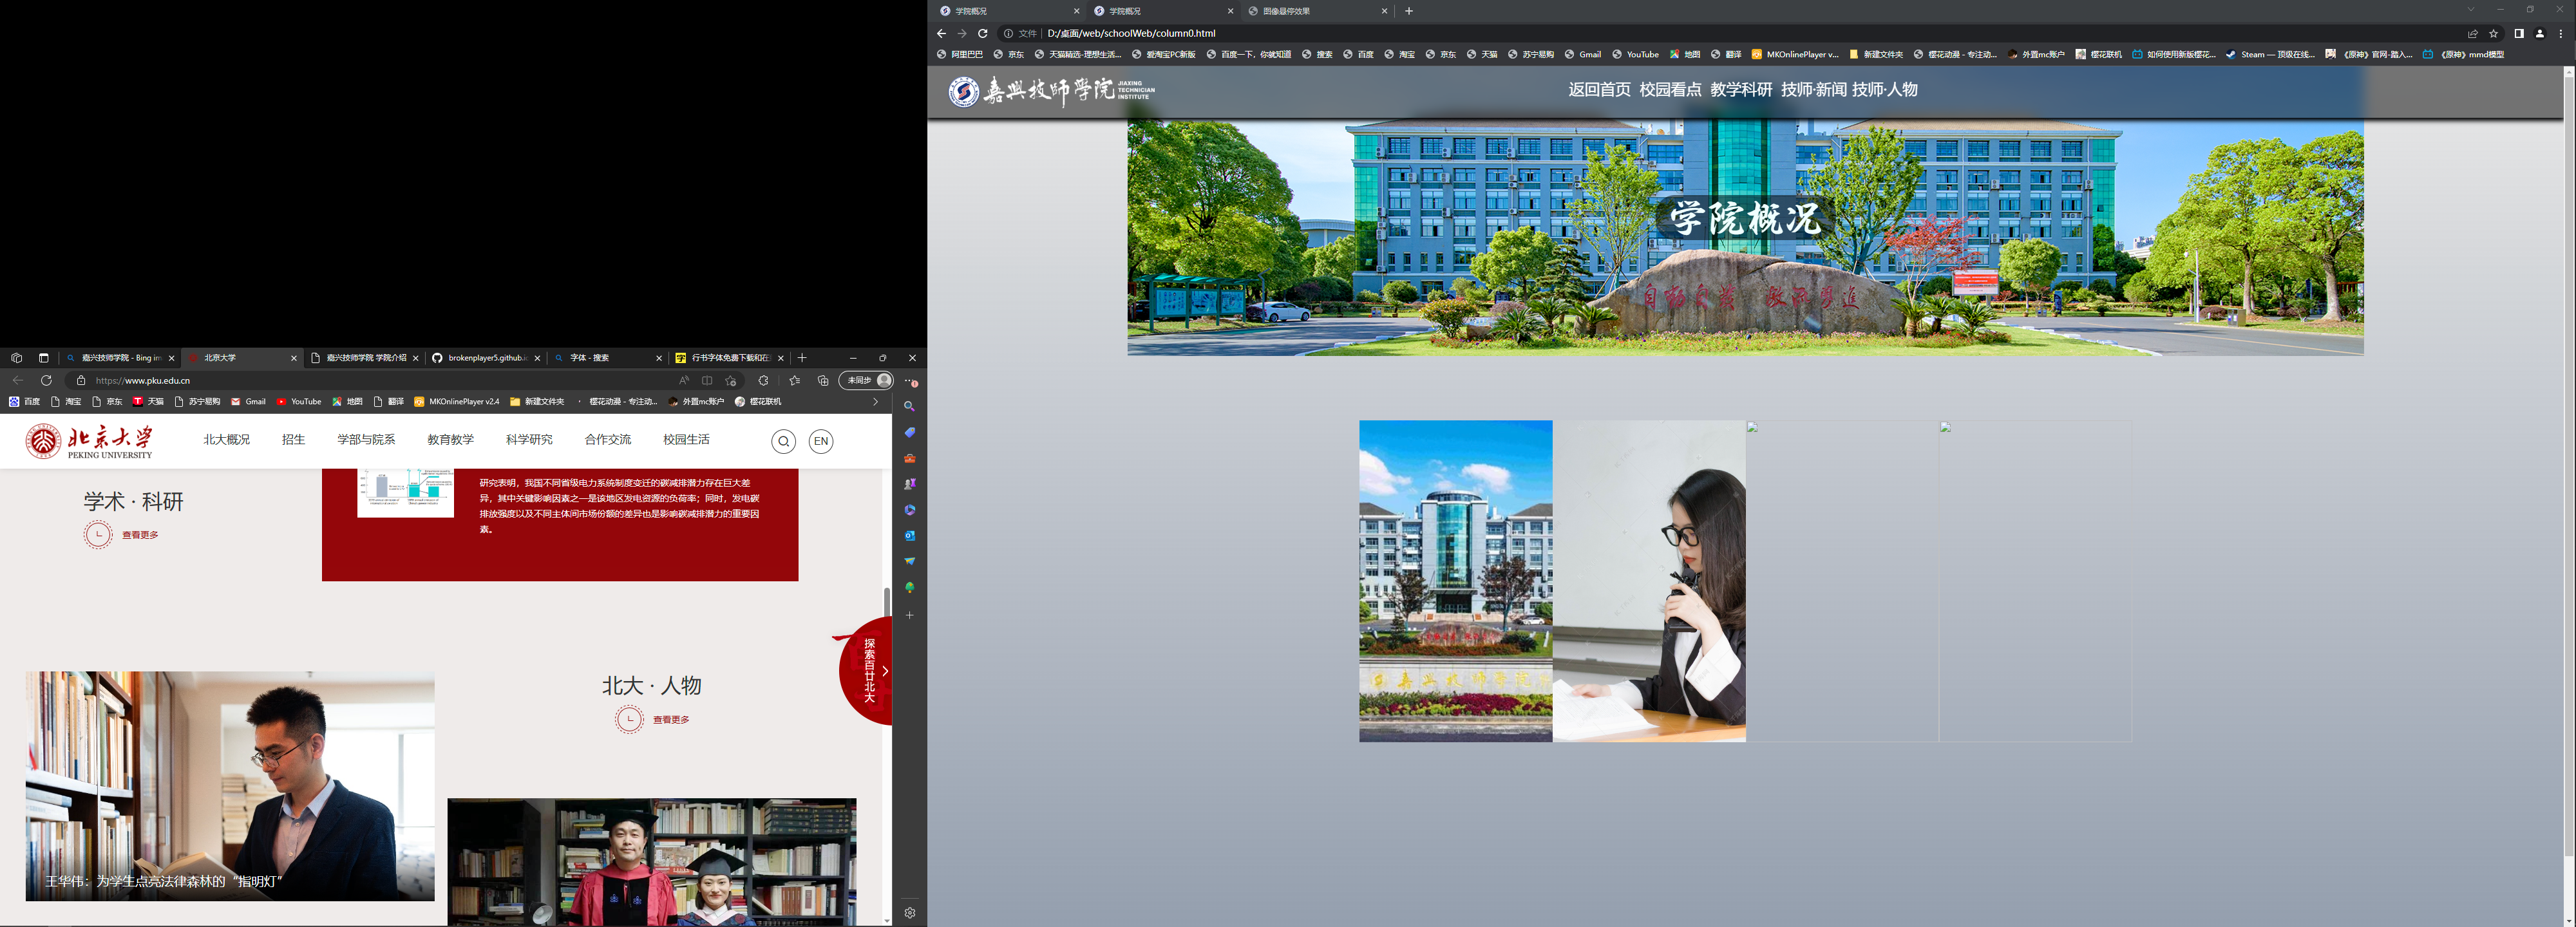 学院概况
学院概况
图像悬停效果
文件
D:/桌面/web/schoolWeb/column0.html
阿里巴巴
京东
天猫精选-理想生活...
爱淘宝PC新版
百度一下，你就知道
搜索
百度
淘宝
京东
天猫
苏宁易购
Gmail
YouTube
地图
翻译
MKOnlinePlayer v...
新建文件夹
樱花动漫 - 专注动...
外置mc账户
樱花联机
如何使用新版樱花...
Steam — 顶级在线...
《原神》官网-踏入...
《原神》mmd模型
嘉興技師学院
JIAXING
TECHNICIAN
INSTITUTE
返回首页 校园看点 教学科研 技师·新闻 技师·人物
学院概况
嘉興技師学院
嘉兴技师学院 - Bing im
北京大学
嘉兴技师学院 学院介绍
brokenplayer5.github.io
字体 - 搜索
行书字体免费下载和在
https://www.pku.edu.cn
未同步
百度
淘宝
京东
天猫
苏宁易购
Gmail
YouTube
地图
翻译
MKOnlinePlayer v2.4
新建文件夹
樱花动漫 - 专注动...
外置mc账户
樱花联机
北京大学
PEKING UNIVERSITY
北大概况
招生
学部与院系
教育教学
科学研究
合作交流
校园生活
EN
学术 · 科研
查看更多
研究表明，我国不同省级电力系统制度变迁的碳减排潜力存在巨大差
异，其中关键影响因素之一是该地区发电资源的负荷率；同时，发电碳
排放强度以及不同主体间市场份额的差异也是影响碳减排潜力的重要因
素。
探索百廿北大
北大 · 人物
查看更多
王华伟：为学生点亮法律森林的“指明灯”